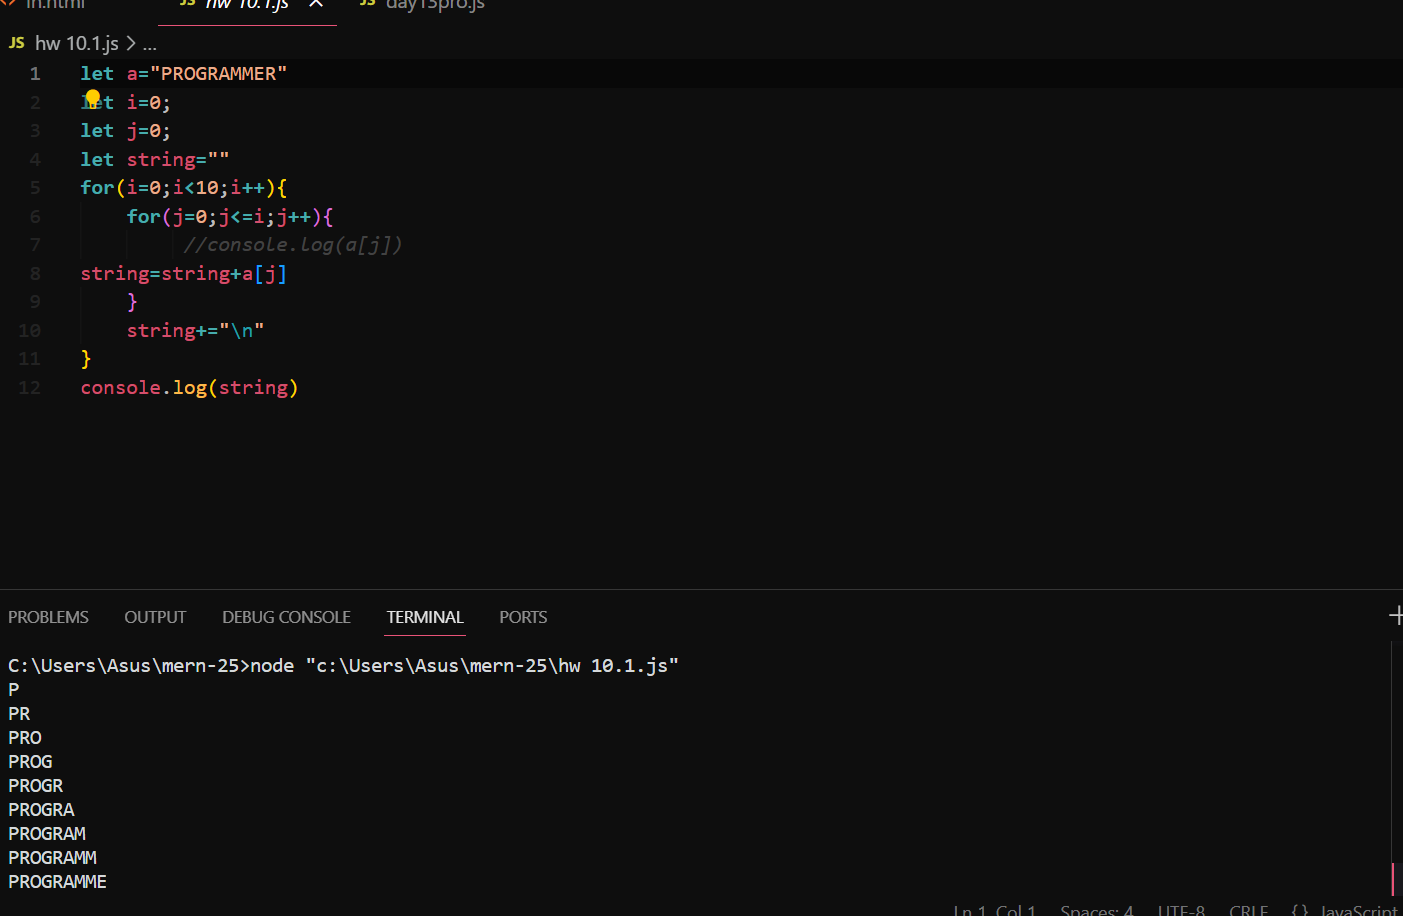 in.html JS hw 10.1.js × JS day13pro.js
JS hw 10.1.js > ...
1 let a="PROGRAMMER"
2 let i=0;
3 let j=0;
4 let string=""
5 for(i=0;i<10;i++){
6 for(j=0;j<=i;j++){
7 //console.log(a[j])
8 string=string+a[j]
9 }
10 string+="\n"
11 }
12 console.log(string)
PROBLEMS OUTPUT DEBUG CONSOLE TERMINAL PORTS
C:\Users\Asus\mern-25>node "c:\Users\Asus\mern-25\hw 10.1.js"
P
PR
PRO
PROG
PROGR
PROGRA
PROGRAM
PROGRAMM
PROGRAMME
Ln 1, Col 1 Spaces: 4 UTF-8 CRLF {} JavaScript